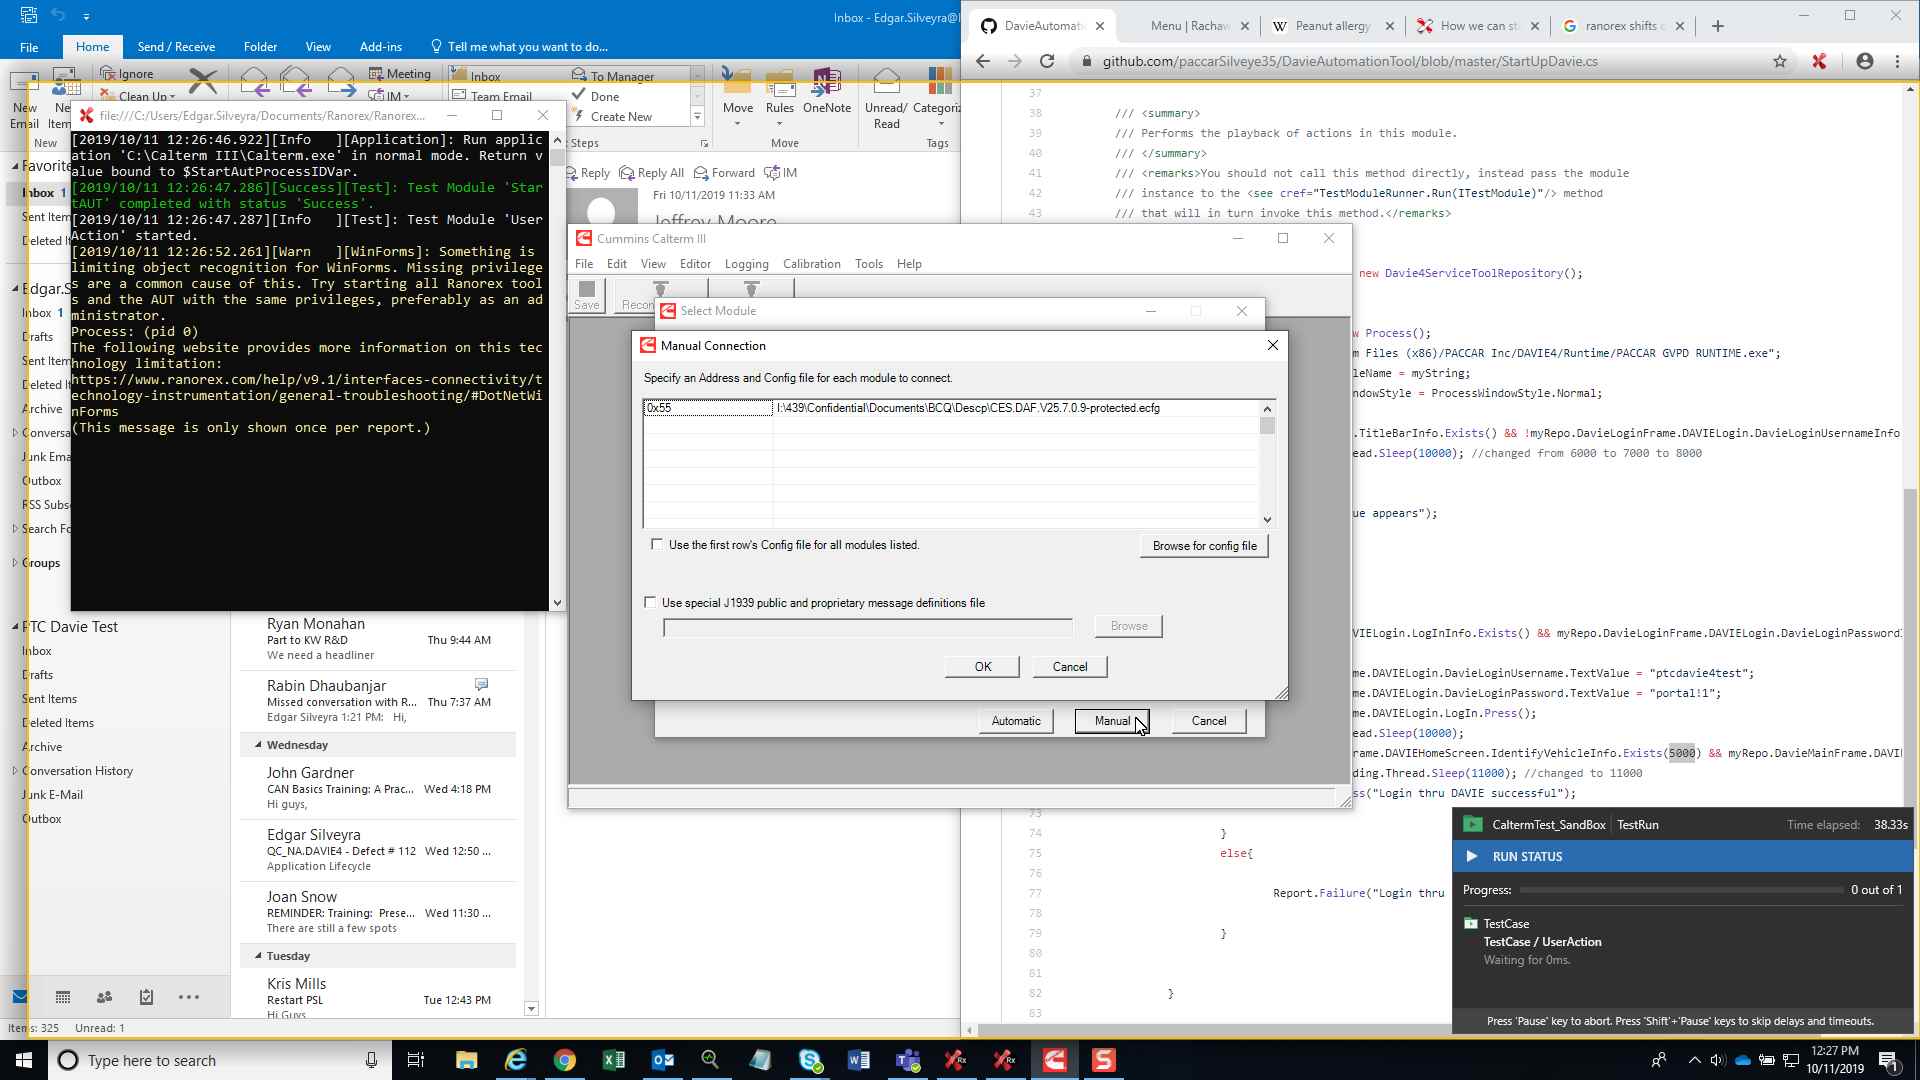 Inbox - Edgar.Silveyra@
File
Home
Send / Receive
Folder
View
Add-ins
Tell me what you want to do...
Ignore
Clean Up
New
Email
Meeting
IM
Inbox
Team Email
To Manager
Done
Create New
Steps
Move
Rules
OneNote
Move
Unread/
Read
Categoriz
Tags
New
Reply
Reply All
Forward
IM
Fri 10/11/2019 11:33 AM
Jeffrey Moore
Favorite
Inbox 1
Sent Item
Deleted It
Edgar.S
Inbox 1
Drafts
Sent Item
Deleted It
Archive
Conversa
Junk Ema
Outbox
RSS Subs
Search Fo
Groups
PTC Davie Test
Inbox
Drafts
Sent Items
Deleted Items
Archive
Conversation History
Junk E-Mail
Outbox
Items: 325
Unread: 1
file:///C:/Users/Edgar.Silveyra/Documents/Ranorex/Ranorex...
[2019/10/11 12:26:46.922][Info   ][Application]: Run appli
cation 'C:\Calterm III\Calterm.exe' in normal mode. Return v
alue bound to $StartAutProcessIDVar.
[2019/10/11 12:26:47.286][Success][Test]: Test Module 'Star
tAUT' completed with status 'Success'.
[2019/10/11 12:26:47.287][Info   ][Test]: Test Module 'User
Action' started.
[2019/10/11 12:26:52.261][Warn   ][WinForms]: Something is
limiting object recognition for WinForms. Missing privilege
s are a common cause of this. Try starting all Ranorex tool
s and the AUT with the same privileges, preferably as an ad
ministrator.
Process: (pid 0)
The following website provides more information on this tec
hnology limitation:
https://www.ranorex.com/help/v9.1/interfaces-connectivity/t
echnology-instrumentation/general-troubleshooting/#DotNetWi
nForms
(This message is only shown once per report.)
Ryan Monahan
Part to KW R&D
Thu 9:44 AM
We need a headliner
Rabin Dhaubanjar
Missed conversation with R...
Thu 7:37 AM
Edgar Silveyra 1:21 PM: Hi,
Wednesday
John Gardner
CAN Basics Training: A Prac...
Wed 4:18 PM
Hi guys,
Edgar Silveyra
QC_NA.DAVIE4 - Defect # 112
Wed 12:50 ...
Application Lifecycle
Joan Snow
REMINDER: Training: Prese...
Wed 11:30 ...
There are still a few spots
Tuesday
Kris Mills
Restart PSL
Tue 12:43 PM
Hi Guys
Cummins Calterm III
File
Edit
View
Editor
Logging
Calibration
Tools
Help
Save
Recon
Select Module
Manual Connection
Specify an Address and Config file for each module to connect.
0x55
I:\439\Confidential\Documents\BCQ\Descp\CES.DAF.V25.7.0.9-protected.ecfg
Use the first row's Config file for all modules listed.
Browse for config file
Use special J1939 public and proprietary message definitions file
Browse
OK
Cancel
Automatic
Manual
Cancel
DavieAutomati
Menu | Rachaw
Peanut allergy
How we can st
ranorex shifts c
github.com/paccarSilveye35/DavieAutomationTool/blob/master/StartUpDavie.cs
37
38 /// <summary>
39 /// Performs the playback of actions in this module.
40 /// </summary>
41 /// <remarks>You should not call this method directly, instead pass the module
42 /// instance to the <see cref="TestModuleRunner.Run(ITestModule)"/> method
43 /// that will in turn invoke this method.</remarks>
new Davie4ServiceToolRepository();
w Process();
m Files (x86)/PACCAR Inc/DAVIE4/Runtime/PACCAR GVPD RUNTIME.exe";
leName = myString;
ndowStyle = ProcessWindowStyle.Normal;
.TitleBarInfo.Exists() && !myRepo.DavieLoginFrame.DAVIELogin.DavieLoginUsernameInfo
ead.Sleep(10000); //changed from 6000 to 7000 to 8000
ue appears");
VIELogin.LogInInfo.Exists() && myRepo.DavieLoginFrame.DAVIELogin.DavieLoginPassword
me.DAVIELogin.DavieLoginUsername.TextValue = "ptcdavie4test";
me.DAVIELogin.DavieLoginPassword.TextValue = "portal!1";
me.DAVIELogin.LogIn.Press();
ead.Sleep(10000);
rame.DAVIEHomeScreen.IdentifyVehicleInfo.Exists(5000) && myRepo.DavieMainFrame.DAVI
ding.Thread.Sleep(11000); //changed to 11000
ss("Login thru DAVIE successful");
73
74 }
75 else{
76
77 Report.Failure("Login thru
78
79 }
80
81
82 }
83
CaltermTest_SandBox
TestRun
Time elapsed: 38.33s
RUN STATUS
Progress:
0 out of 1
TestCase
TestCase / UserAction
Waiting for 0ms.
Press 'Pause' key to abort. Press 'Shift'+'Pause' keys to skip delays and timeouts.
Type here to search
12:27 PM
10/11/2019
1